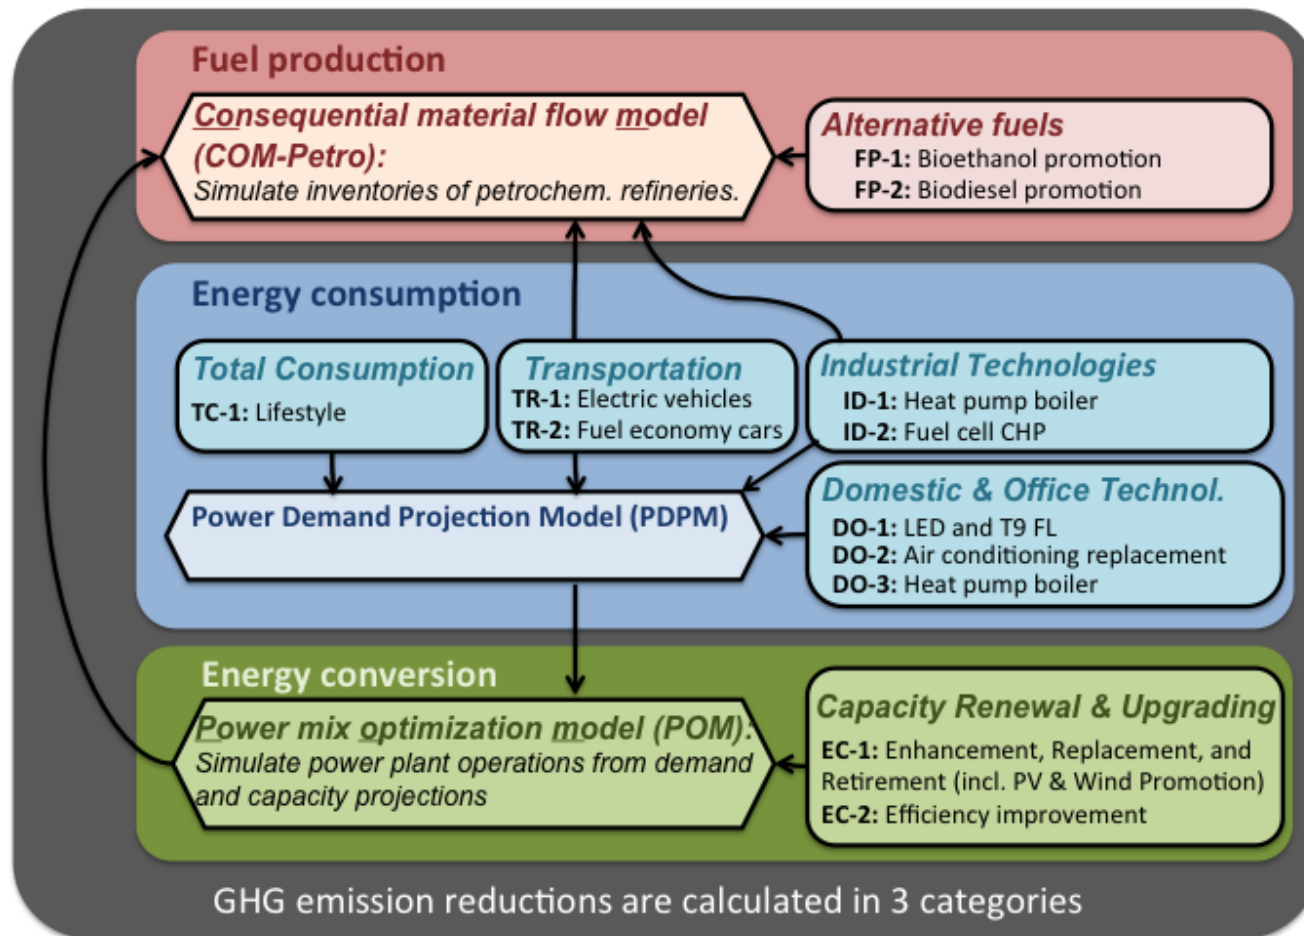 Fuel production
Consequential material flow model
(COM-Petro):
Simulate inventories of petrochem. refineries.
Alternative fuels
FP-1: Bioethanol promotion
FP-2: Biodiesel promotion
Energy consumption
Total Consumption
TC-1: Lifestyle
Transportation
TR-1: Electric vehicles
TR-2: Fuel economy cars
Industrial Technologies
ID-1: Heat pump boiler
ID-2: Fuel cell CHP
Power Demand Projection Model (PDPM)
Domestic & Office Technol.
DO-1: LED and T9 FL
DO-2: Air conditioning replacement
DO-3: Heat pump boiler
Energy conversion
Power mix optimization model (POM):
Simulate power plant operations from demand
and capacity projections
Capacity Renewal & Upgrading
EC-1: Enhancement, Replacement, and
Retirement (incl. PV & Wind Promotion)
EC-2: Efficiency improvement
GHG emission reductions are calculated in 3 categories